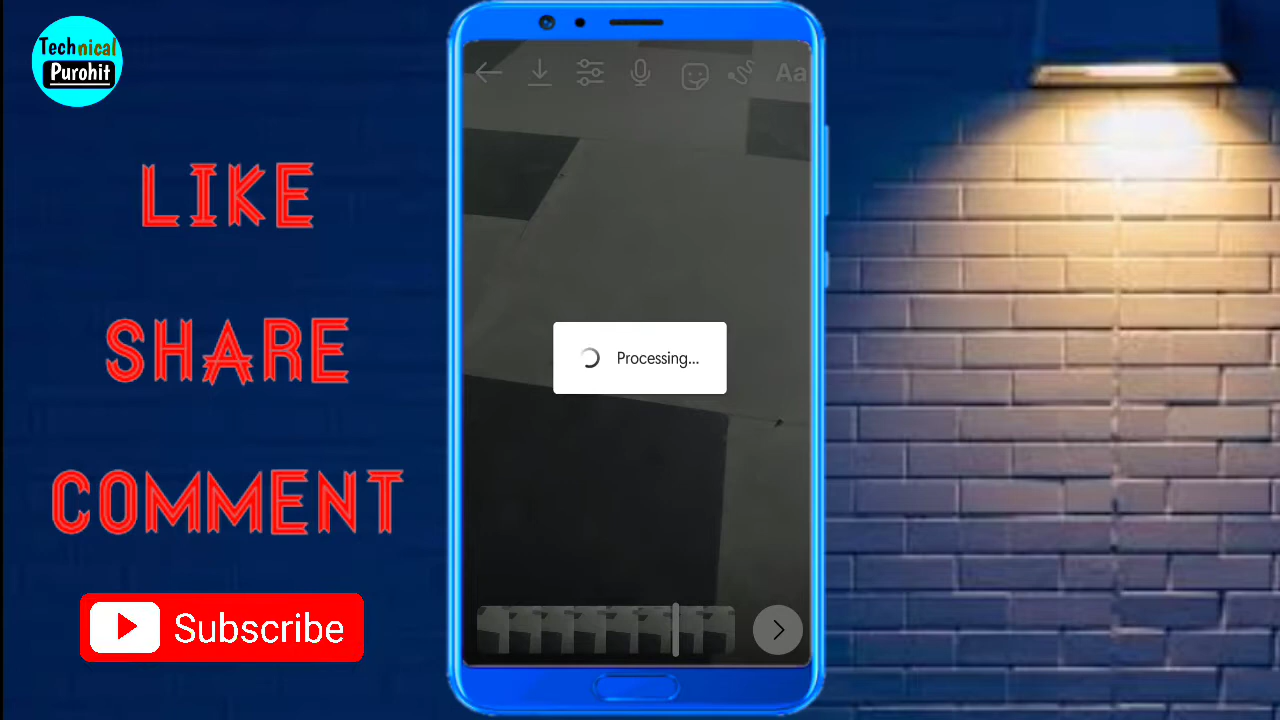 Technical
Purohit
LIKE
SHARE
COMMENT
Subscribe
Aa
Processing...